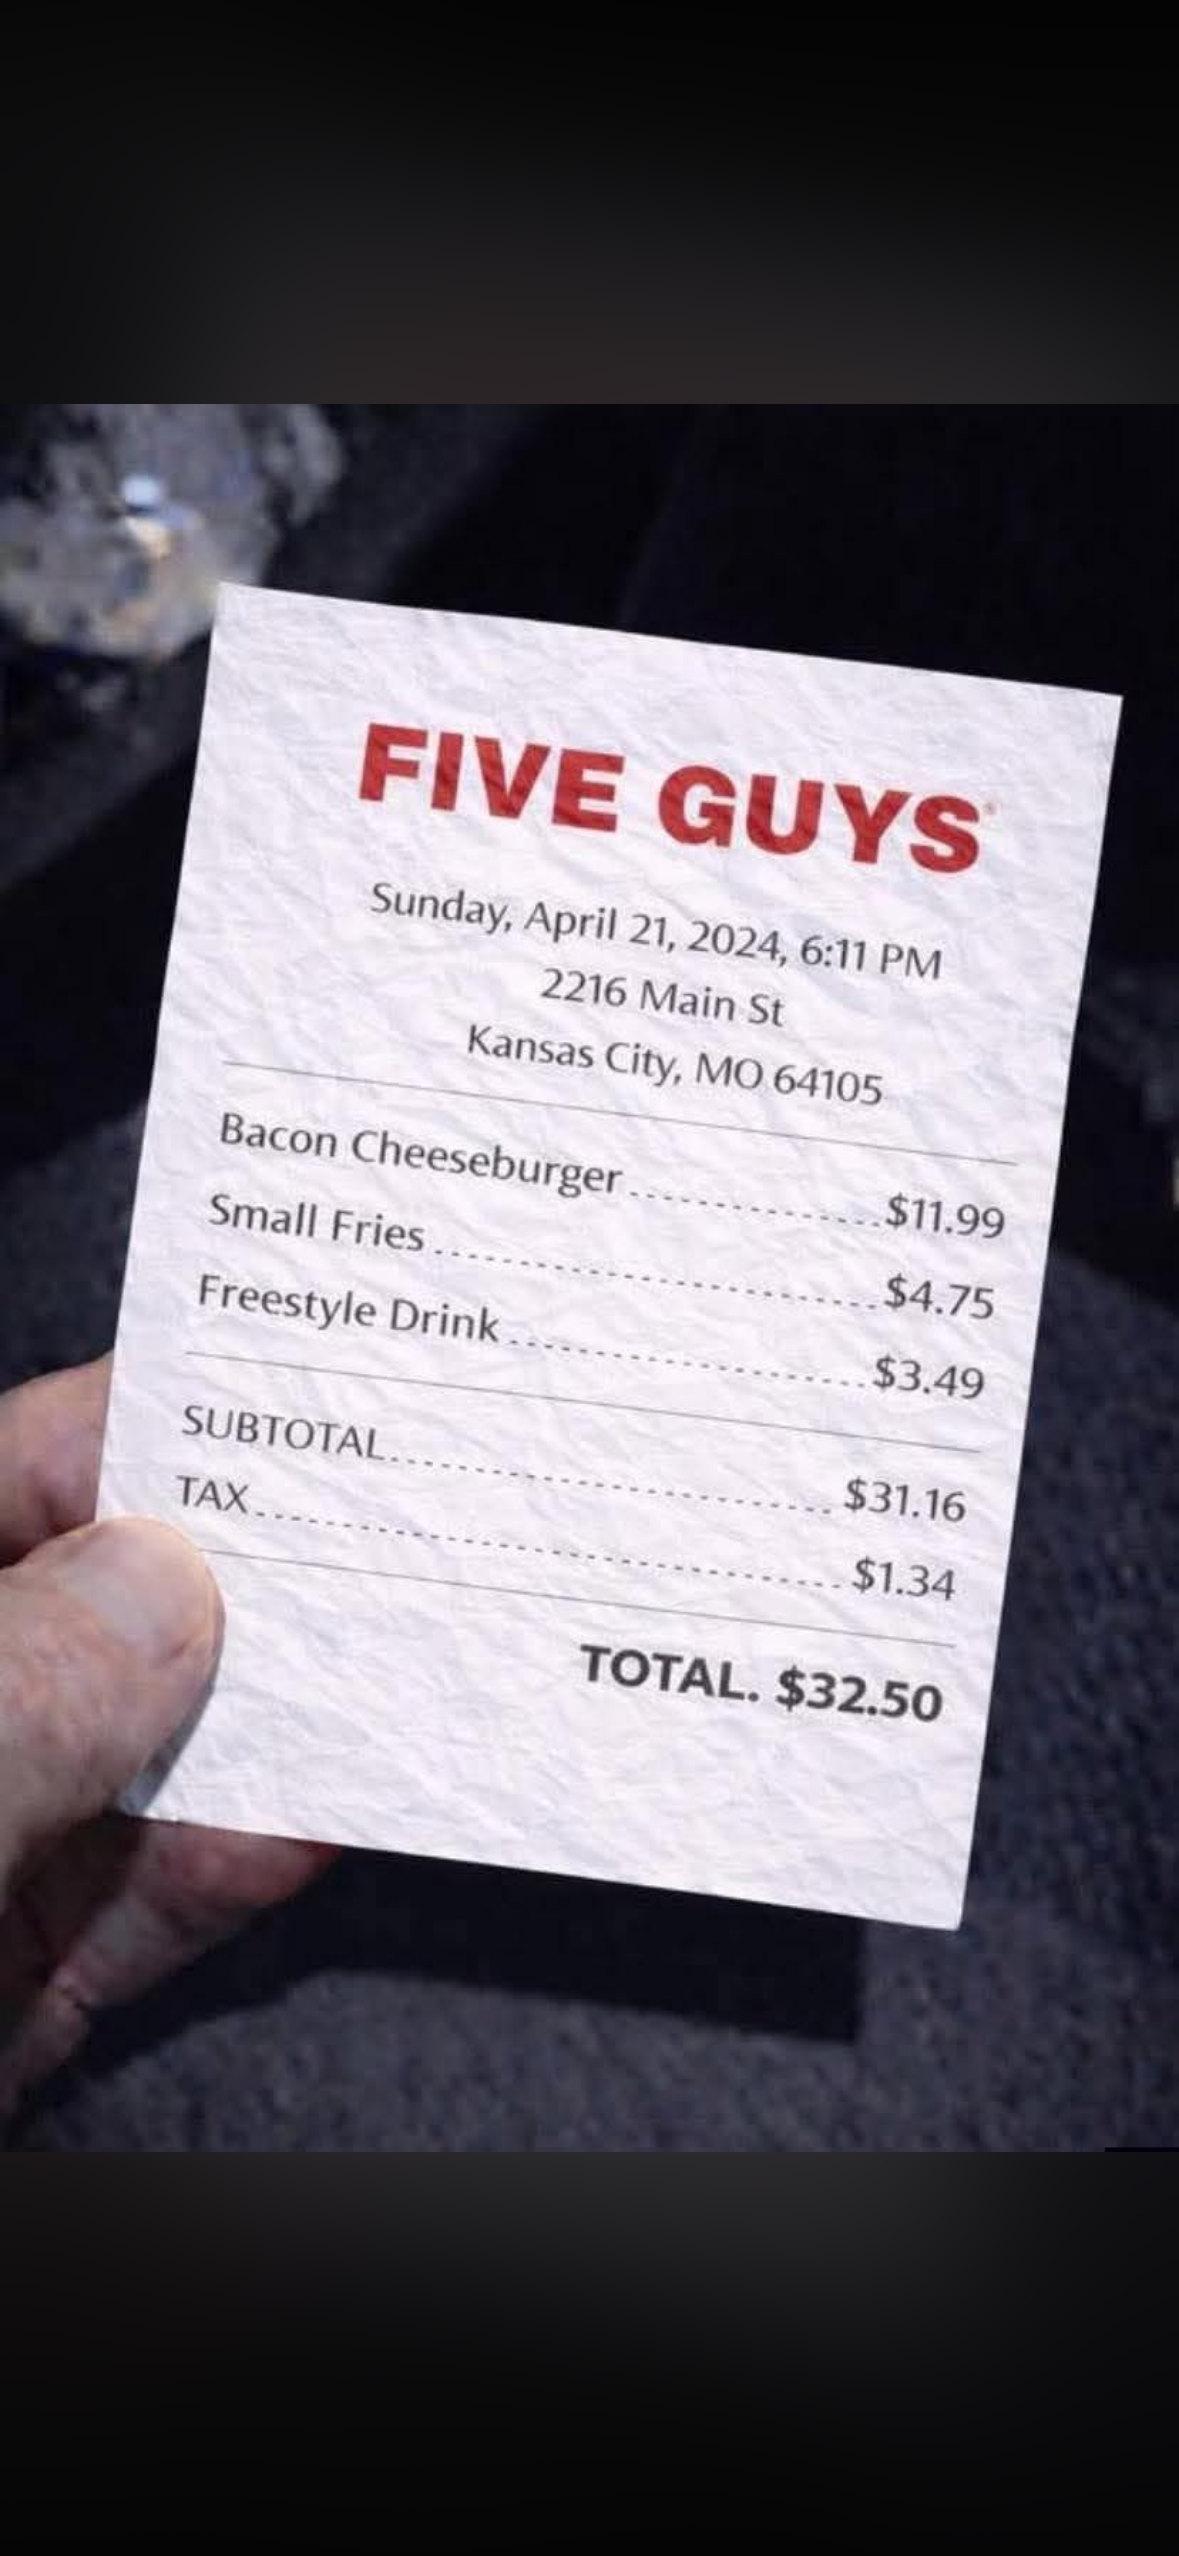 FIVE GUYS®
Sunday, April 21, 2024, 6:11 PM
2216 Main St
Kansas City, MO 64105
Bacon Cheeseburger..................$11.99
Small Fries..............................$4.75
Freestyle Drink........................$3.49
SUBTOTAL..............................$31.16
TAX........................................$1.34
TOTAL. $32.50